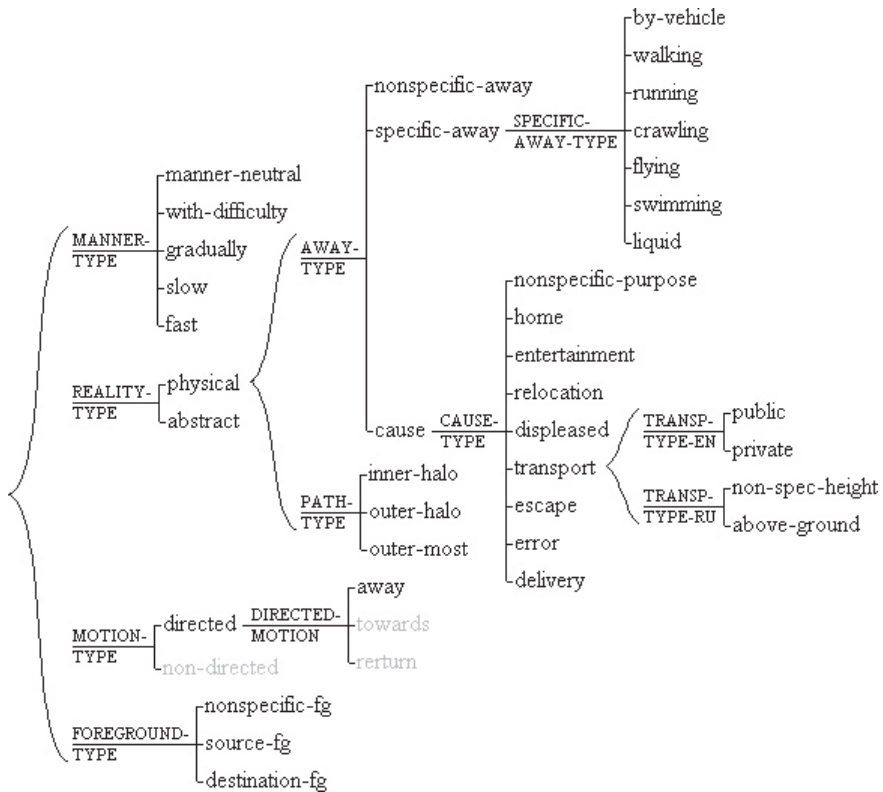 by-vehicle
walking
running
crawling
flying
swimming
liquid
nonspecific-away
specific-away
SPECIFIC-
AWAY-TYPE
manner-neutral
with-difficulty
gradually
slow
fast
MANNER-
TYPE
AWAY-
TYPE
nonspecific-purpose
home
entertainment
relocation
displeased
transport
escape
error
delivery
REALITY-
TYPE
physical
abstract
cause
CAUSE-
TYPE
TRANSP-
TYPE-EN
public
private
TRANSP-
TYPE-RU
non-spec-height
above-ground
PATH-
TYPE
inner-halo
outer-halo
outer-most
MOTION-
TYPE
directed
non-directed
DIRECTED-
MOTION
away
towards
rerturn
FOREGROUND-
TYPE
nonspecific-fg
source-fg
destination-fg